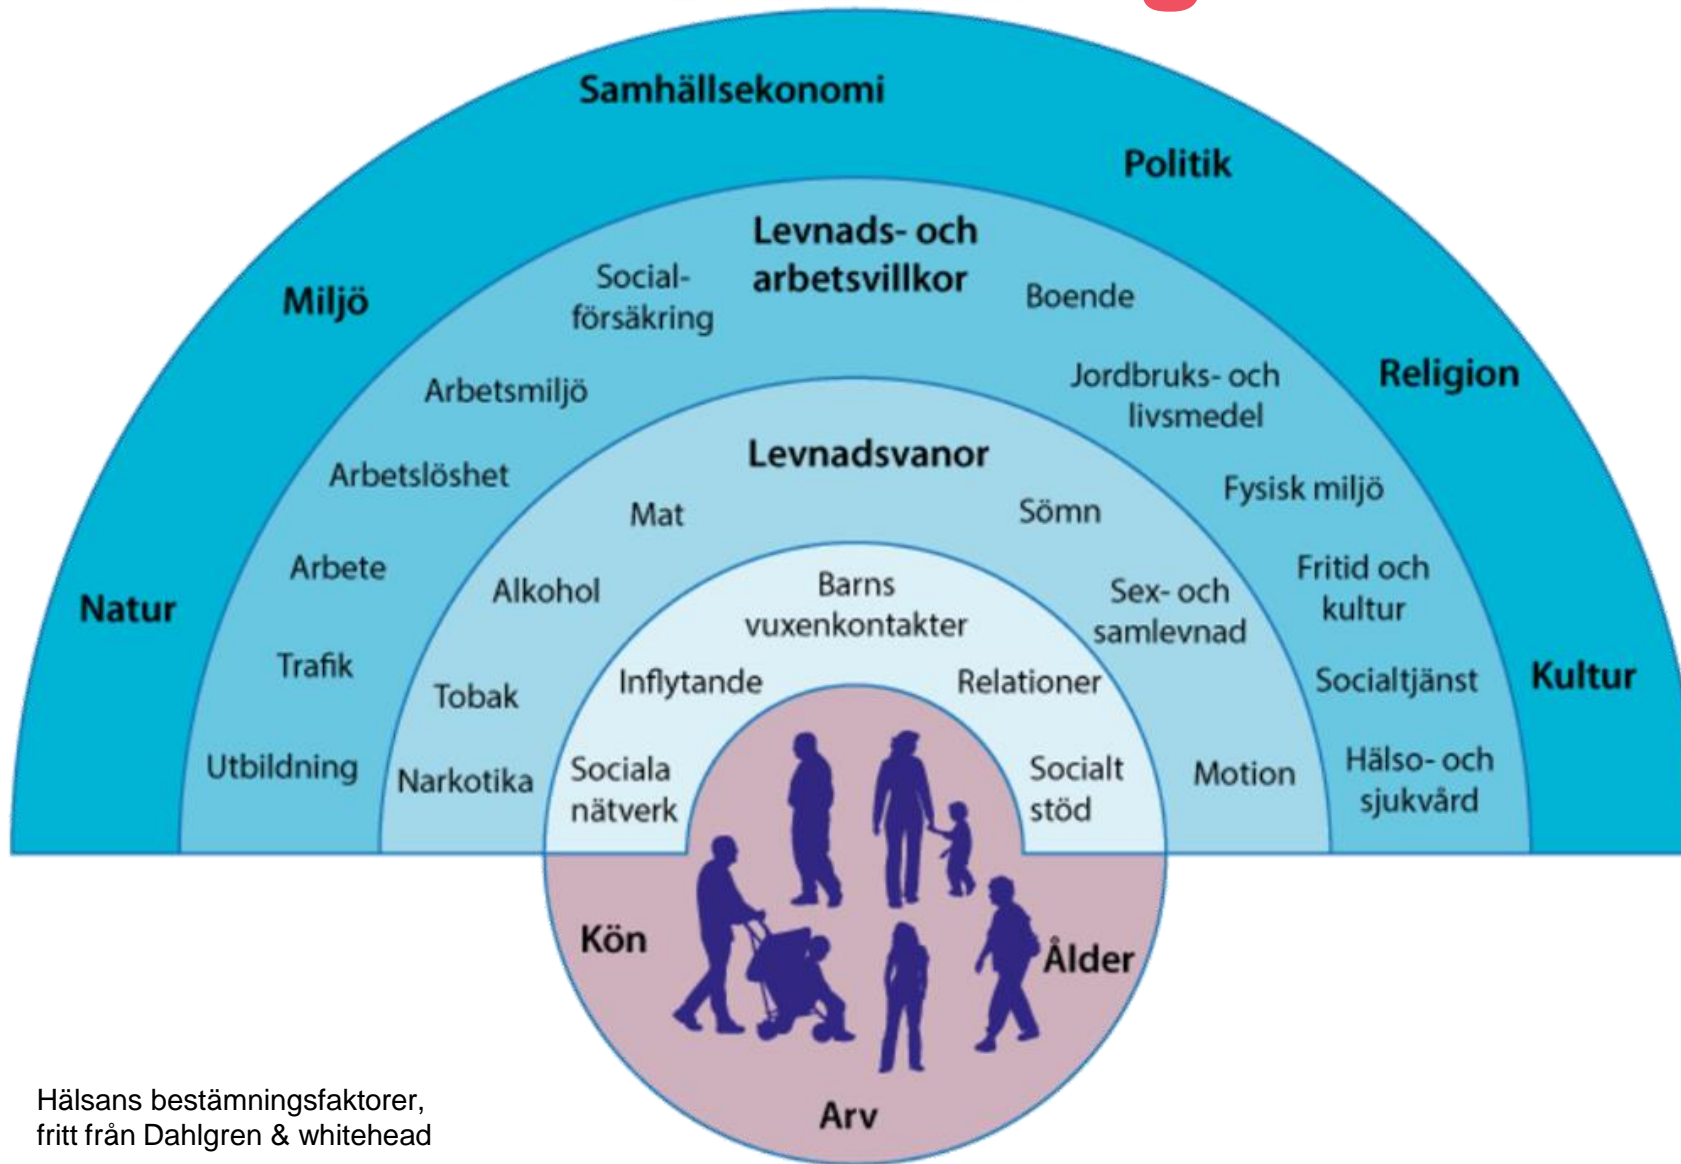 Samhällsekonomi
Politik
Miljö
Religion
Natur
Kultur
Levnads- och
arbetsvillkor
Social-
försäkring
Boende
Arbetsmiljö
Jordbruks- och
livsmedel
Arbetslöshet
Fysisk miljö
Arbete
Fritid och
kultur
Trafik
Socialtjänst
Utbildning
Hälso- och
sjukvård
Levnadsvanor
Mat
Sömn
Alkohol
Sex- och
samlevnad
Tobak
Narkotika
Motion
Barns
vuxenkontakter
Inflytande
Relationer
Sociala
nätverk
Socialt
stöd
Kön
Ålder
Arv
Hälsans bestämningsfaktorer,
fritt från Dahlgren & whitehead